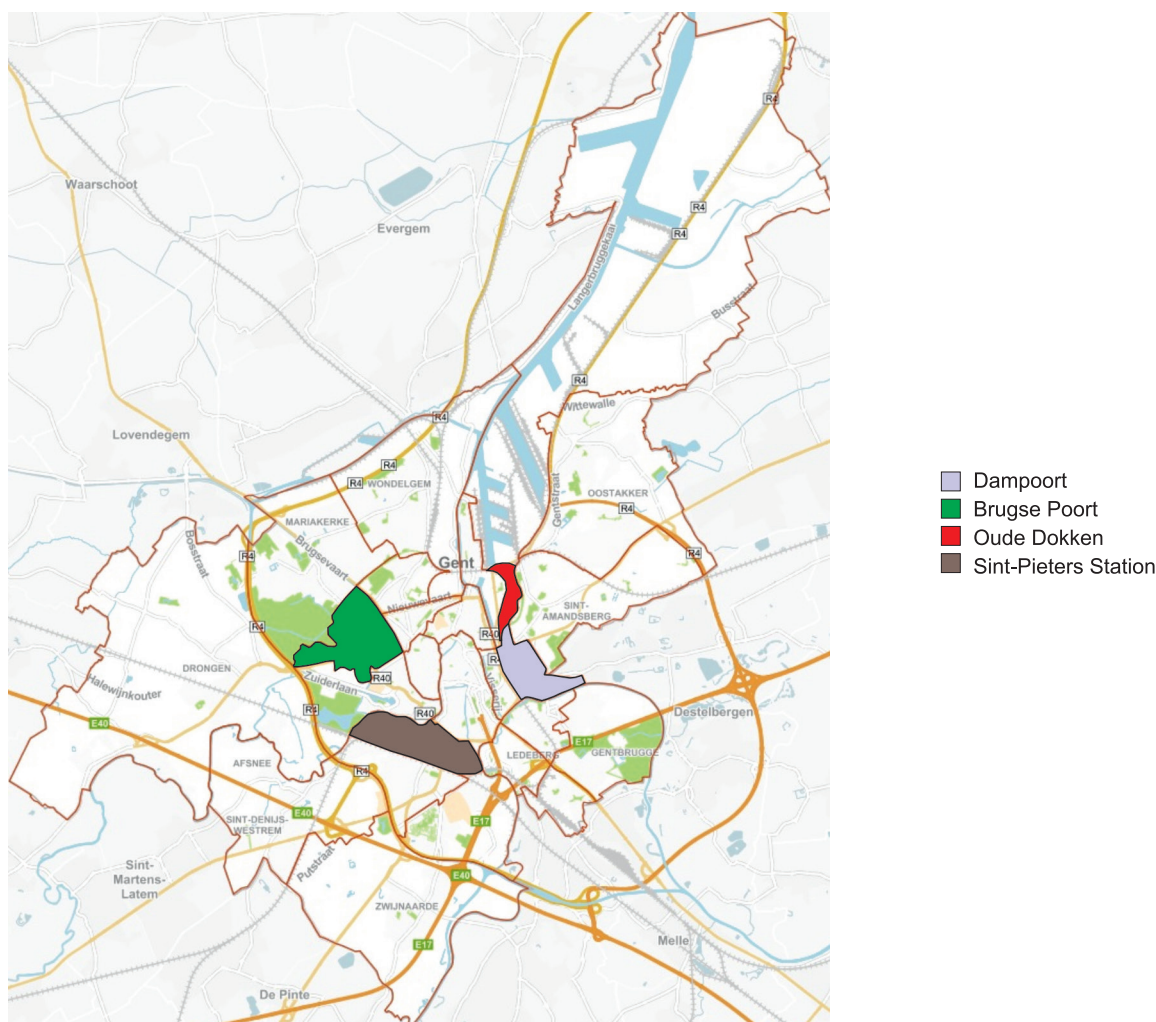 R4
Waarschoot
R4
Evergem
R4
Langerbruggekaai
Busstraat
R4
Wittewalle
R4
Lovendegem
R4
R4
WONDELGEM
Gentstraat
OOSTAKKER
R4
MARIAKERKE
Bosstraat
Brugsevaart
R4
R4
Gent
Nieuwevaart
SINT-
AMANDSBERG
R4
R40
R4
DRONGEN
Zuiderlaan
R40
Halewijnkouter
R4
R40
Destelbergen
E40
E17
GENTBRUGGE
LEDEBERG
AFSNEE
R4
E40
SINT-DENIJS-
WESTREM
E17
Putstraat
Sint-
Martens-
Latem
E40
ZWIJNAARDE
E17
Melle
De Pinte
Dampoort
Brugse Poort
Oude Dokken
Sint-Pieters Station